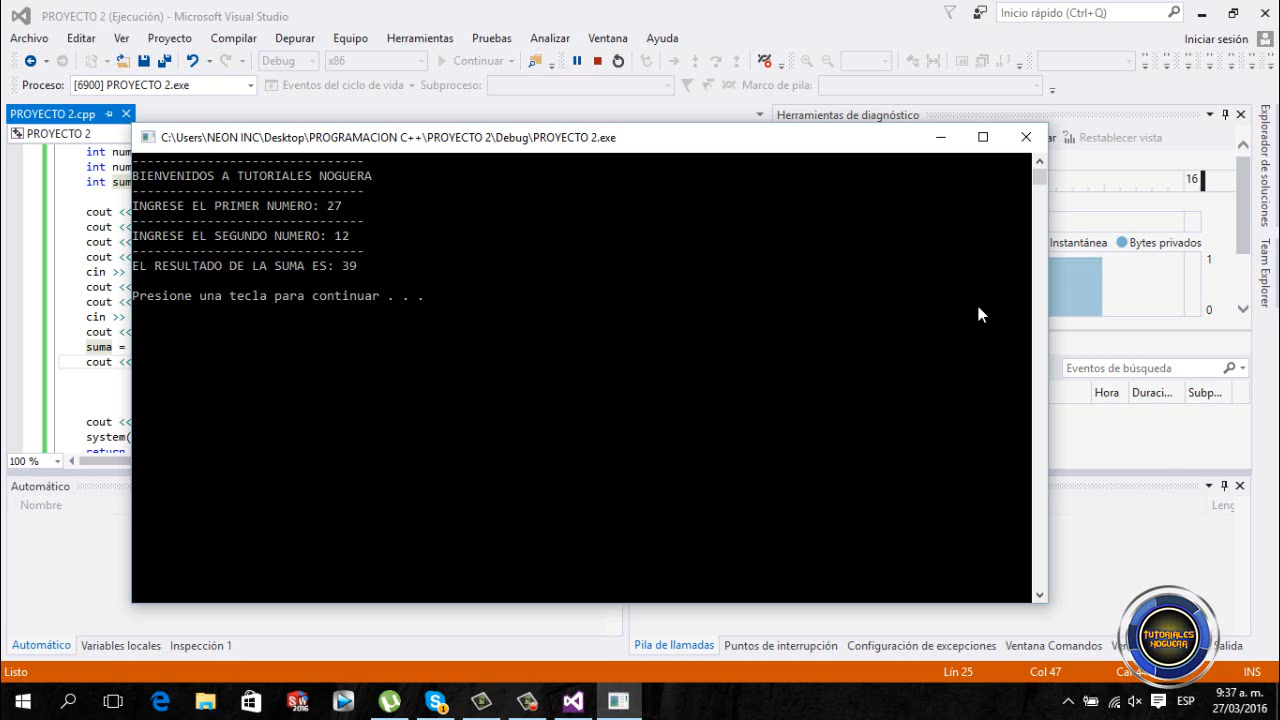 PROYECTO 2 (Ejecución) - Microsoft Visual Studio
Inicio rápido (Ctrl+Q)
Archivo Editar Ver Proyecto Compilar Depurar Equipo Herramientas Pruebas Analizar Ventana Ayuda
Iniciar sesión
Debug x86 Continuar
Proceso: [6900] PROYECTO 2.exe Eventos del ciclo de vida Subproceso: Marco de pila:
PROYECTO 2.cpp
Herramientas de diagnóstico
PROYECTO 2
Restablecer vista
C:\Users\NEON INC\Desktop\PROGRAMACION C++\PROYECTO 2\Debug\PROYECTO 2.exe
-------------------------------
BIENVENIDOS A TUTORIALES NOGUERA
-------------------------------
INGRESE EL PRIMER NUMERO: 27
-------------------------------
INGRESE EL SEGUNDO NUMERO: 12
-------------------------------
EL RESULTADO DE LA SUMA ES: 39
Presione una tecla para continuar . . .
int
int
int
cout <<
cout <<
cout <<
cout <<
cin >>
cout <<
cout <<
cin >>
cout <<
suma =
cout <<
cout <<
system(
return
100 %
16
Instantánea Bytes privados
1
0
Eventos de búsqueda
Hora Duraci... Subp...
Explorador de soluciones
Team Explorer
Automático
Nombre
Leng
Automático Variables locales Inspección 1
Pila de llamadas Puntos de interrupción Configuración de excepciones Ventana Comandos Salida
TUTORIALES
NOGUERA
Listo
Lín 25 Col 47 INS
SW
2016
1
ESP
9:37 a.m.
27/03/2016